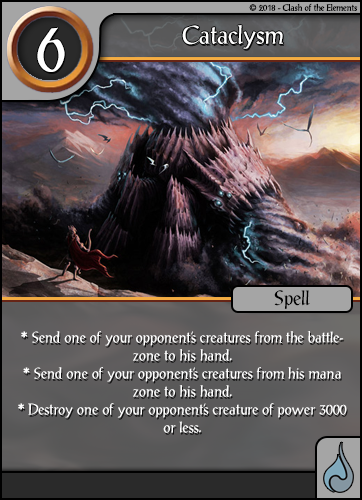 © 2018 - Clash of the Elements
6
Cataclysm
Spell
* Send one of your opponent's creatures from the battle-
zone to his hand.
* Send one of your opponent's creatures from his mana
zone to his hand.
* Destroy one of your opponent's creature of power 3000
or less.